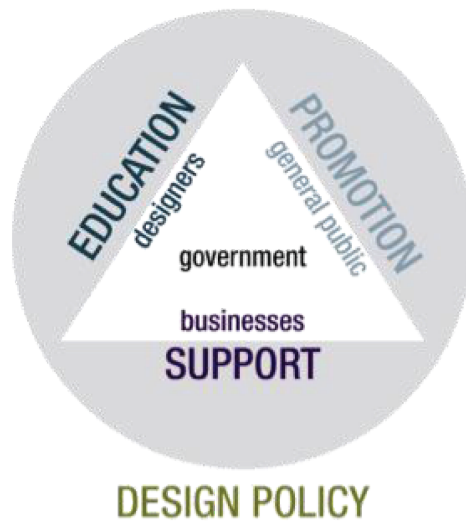 EDUCATION
designers
PROMOTION
general public
government
businesses
SUPPORT
DESIGN POLICY